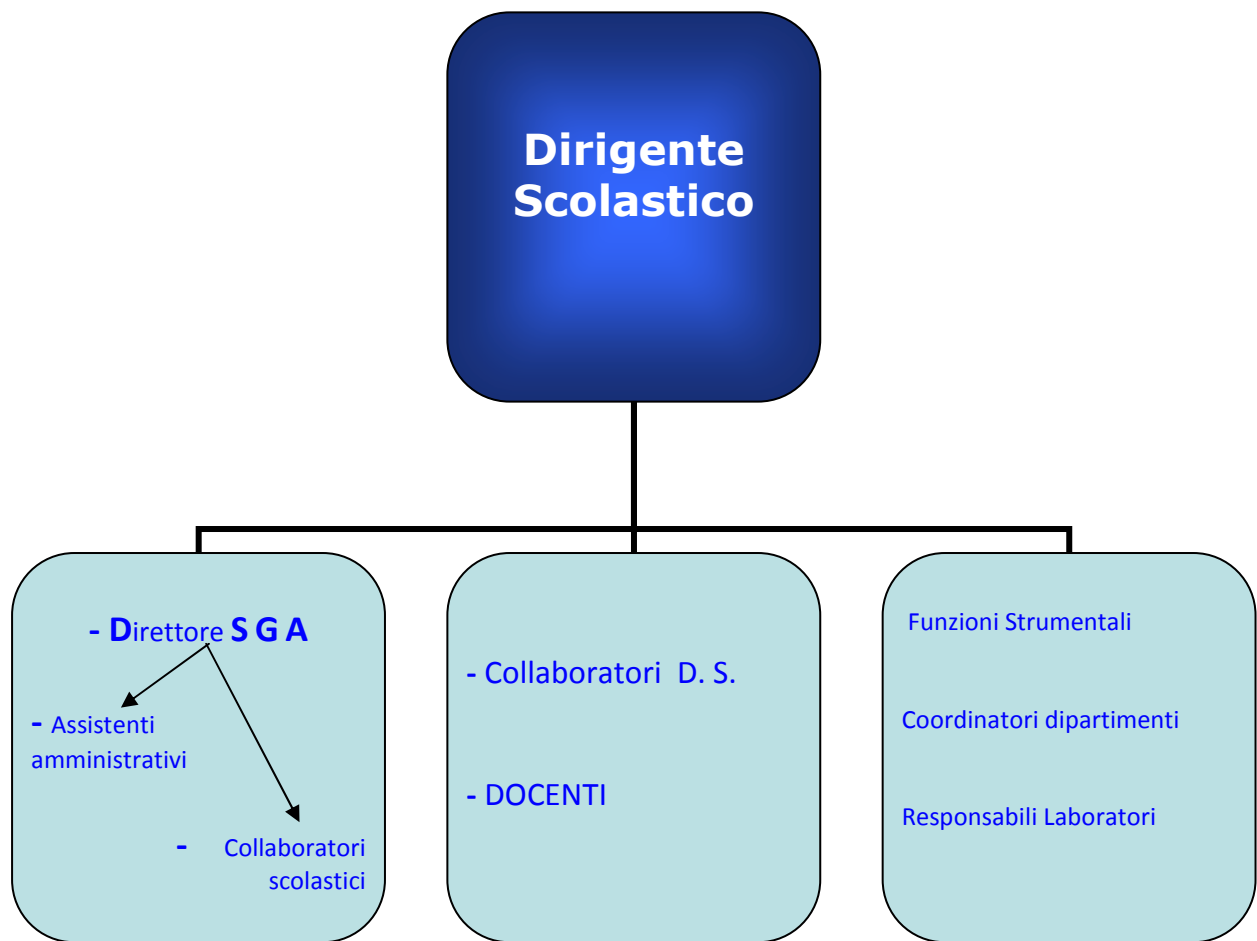 Dirigente
Scolastico
- Direttore S G A
- Assistenti
amministrativi
- Collaboratori
scolastici
- Collaboratori D. S.
- DOCENTI
Funzioni Strumentali
Coordinatori dipartimenti
Responsabili Laboratori